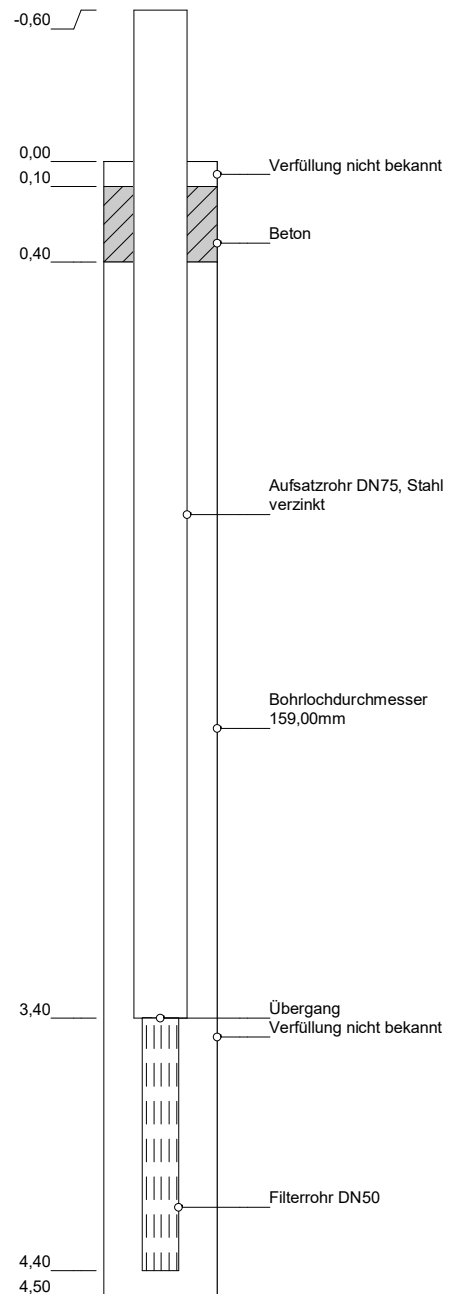 -0,60
0,00
Verfüllung nicht bekannt
0,10
Beton
0,40
Aufsatzrohr DN75, Stahl
verzinkt
Bohrlochdurchmesser
159,00mm
3,40
Übergang
Verfüllung nicht bekannt
Filterrohr DN50
4,40
4,50